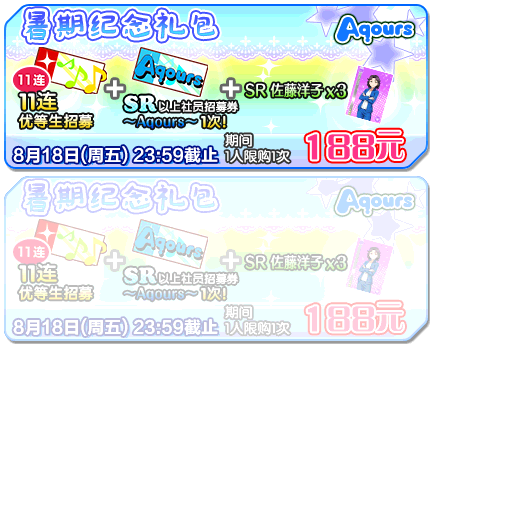 暑期纪念礼包
Aqours
11连
11连
优等生招募
+
Aqours
SR以上社员招募券
～Aqours～1次!
+
SR 佐藤洋子 x3
8月18日(周五) 23:59截止
期间
1人限购1次
188元
暑期纪念礼包
Aqours
11连
11连
优等生招募
+
Aqours
SR以上社员招募券
～Aqours～1次!
+
SR 佐藤洋子 x3
8月18日(周五) 23:59截止
期间
1人限购1次
188元